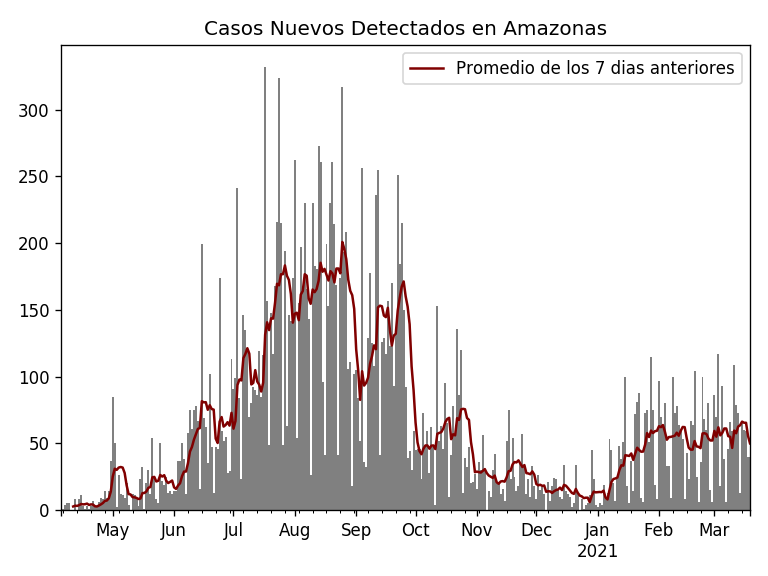 Casos Nuevos Detectados en Amazonas
Promedio de los 7 dias anteriores
300
250
200
150
100
50
0
May Jun Jul Aug Sep Oct Nov Dec Jan Feb Mar
2021